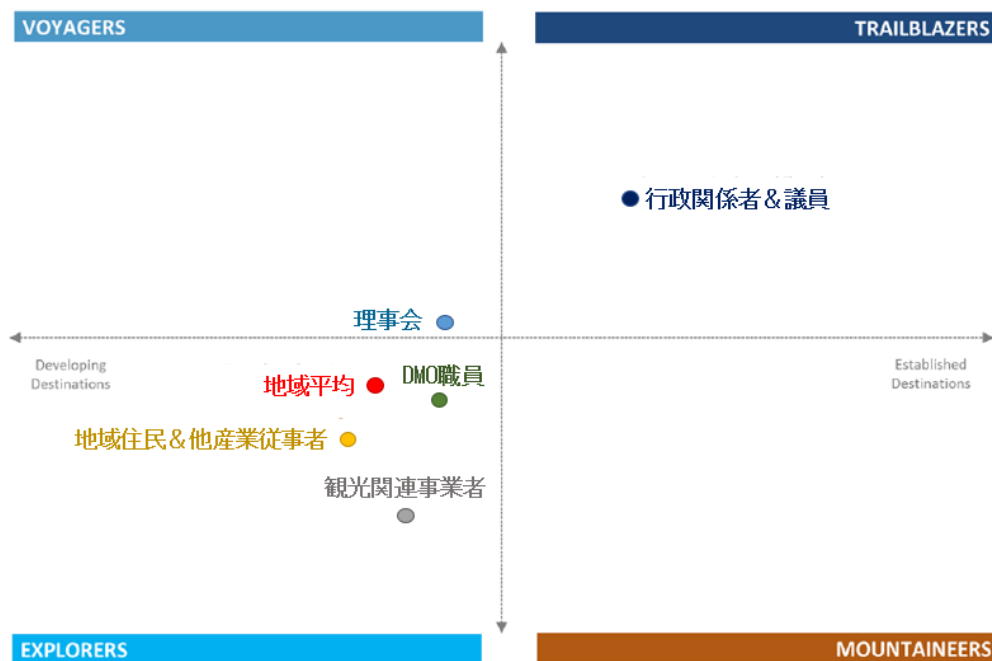 VOYAGERS
TRAILBLAZERS
行政関係者＆議員
理事会
Developing
Destinations
Established
Destinations
地域平均
DMO職員
地域住民＆他産業従事者
観光関連事業者
EXPLORERS
MOUNTAINEERS